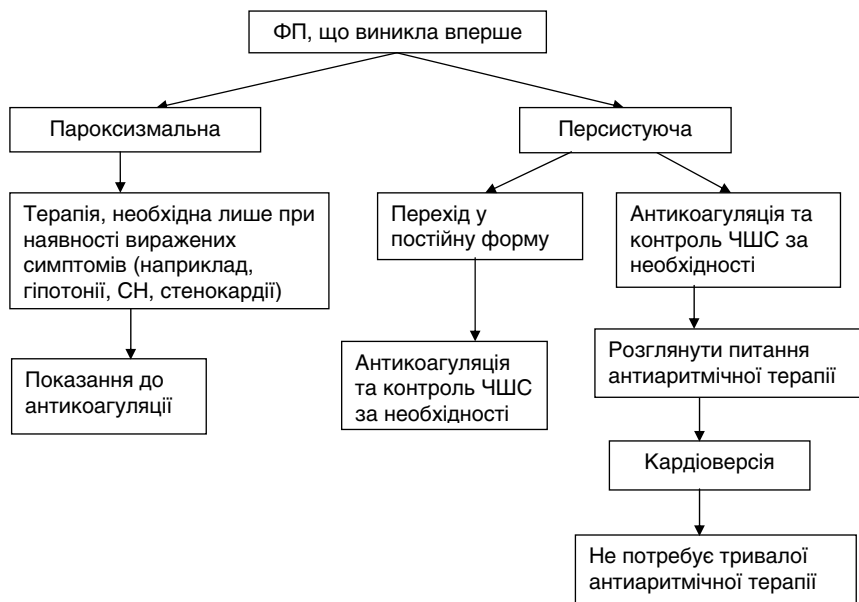 ФП, що виникла вперше
Пароксизмальна
Персистуюча
Терапія, необхідна лише при
наявності виражених
симптомів (наприклад,
гіпотонії, СН, стенокардії)
Перехід у
постійну форму
Антикоагуляція та
контроль ЧШС за
необхідності
Показання до
антикоагуляції
Антикоагуляція
та контроль ЧШС
за необхідності
Розглянути питання
антиаритмічної терапії
Кардіоверсія
Не потребує тривалої
антиаритмічної терапії